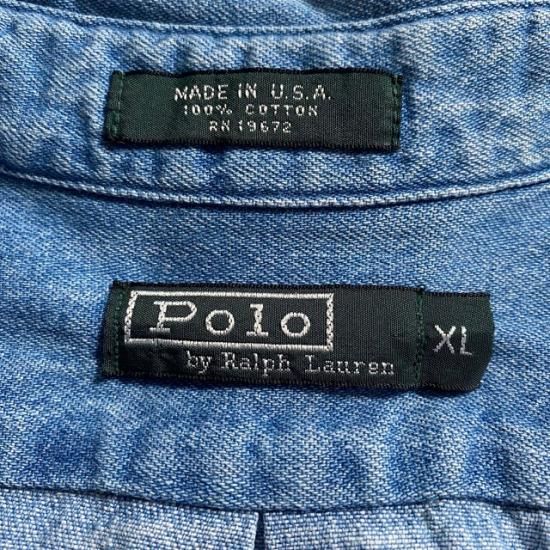 MADE IN U.S.A.
100% COTTON
RN 19672
Polo
by Ralph Lauren
XL